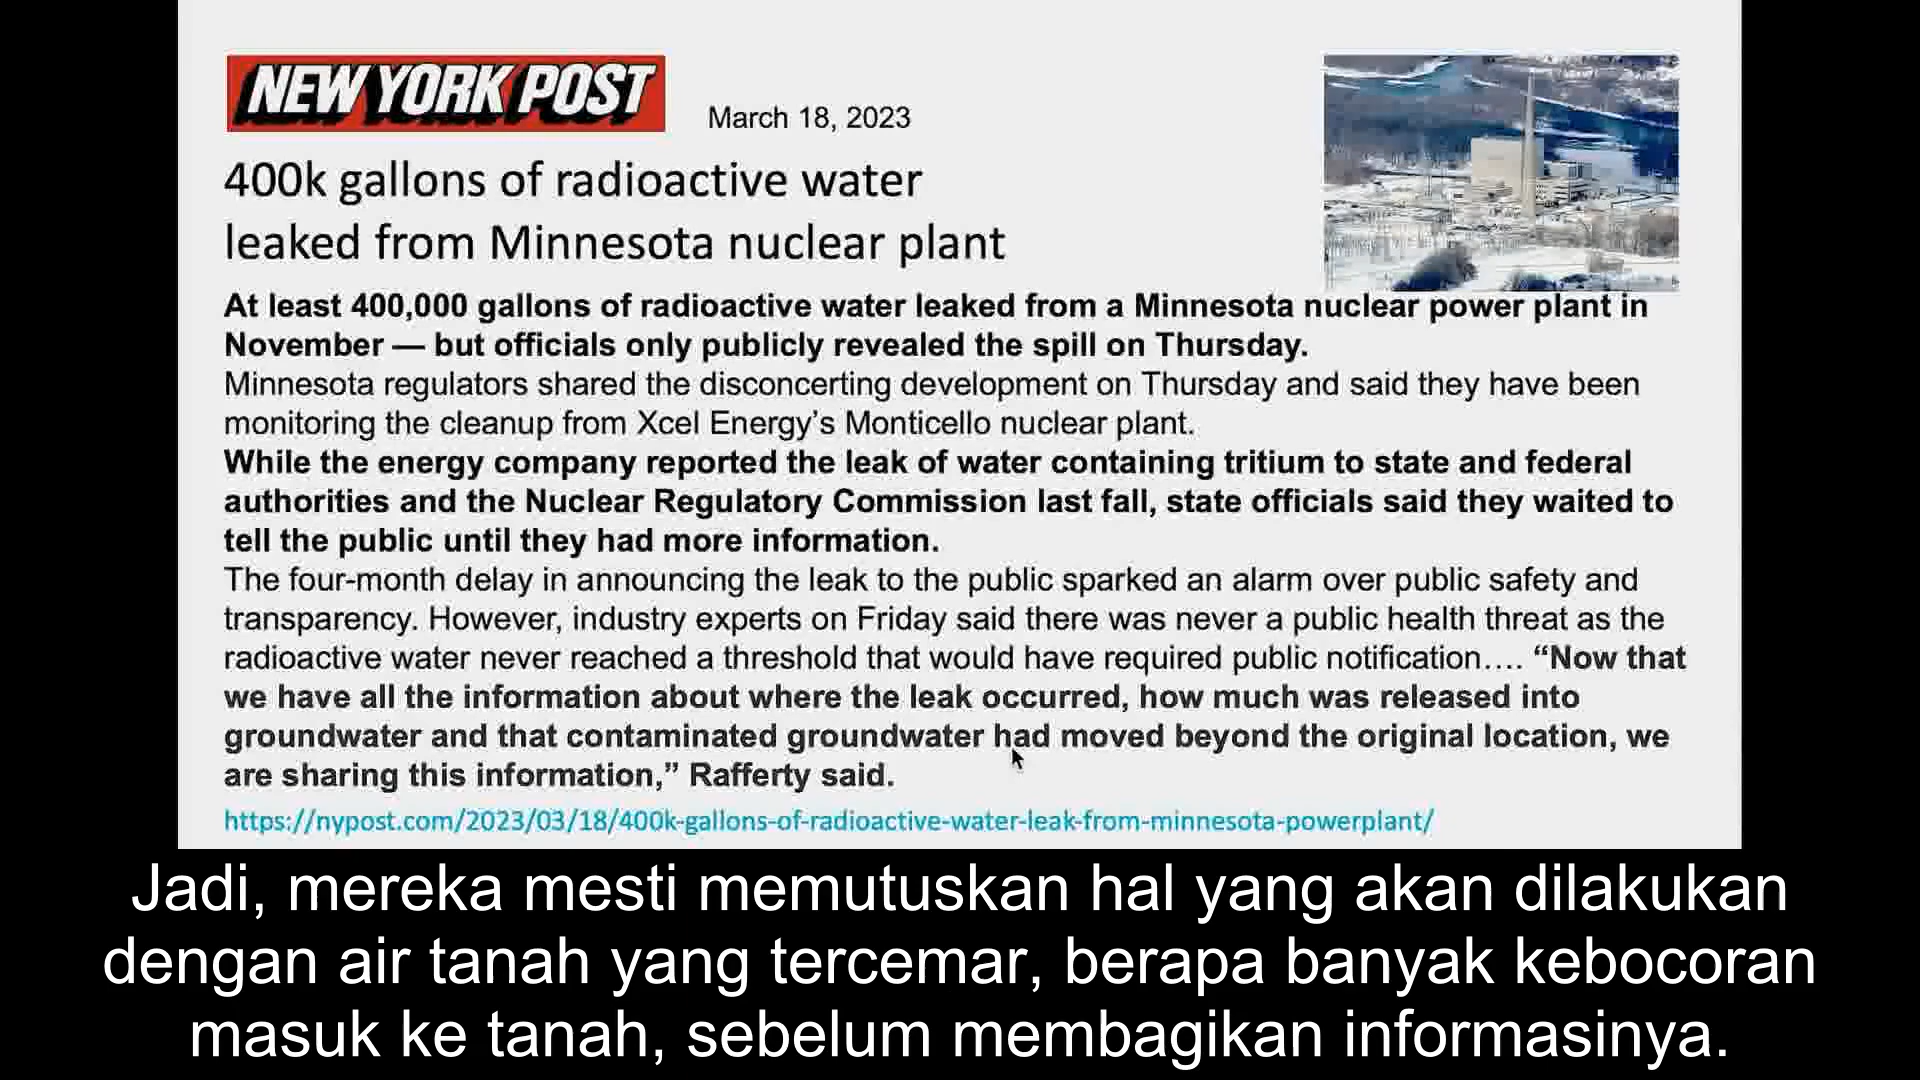 NEW YORK POST
March 18, 2023
400k gallons of radioactive water
leaked from Minnesota nuclear plant
At least 400,000 gallons of radioactive water leaked from a Minnesota nuclear power plant in
November — but officials only publicly revealed the spill on Thursday.
Minnesota regulators shared the disconcerting development on Thursday and said they have been
monitoring the cleanup from Xcel Energy’s Monticello nuclear plant.
While the energy company reported the leak of water containing tritium to state and federal
authorities and the Nuclear Regulatory Commission last fall, state officials said they waited to
tell the public until they had more information.
The four-month delay in announcing the leak to the public sparked an alarm over public safety and
transparency. However, industry experts on Friday said there was never a public health threat as the
radioactive water never reached a threshold that would have required public notification…. “Now that
we have all the information about where the leak occurred, how much was released into
groundwater and that contaminated groundwater had moved beyond the original location, we
are sharing this information,” Rafferty said.
https://nypost.com/2023/03/18/400k-gallons-of-radioactive-water-leak-from-minnesota-powerplant/
Jadi, mereka mesti memutuskan hal yang akan dilakukan
dengan air tanah yang tercemar, berapa banyak kebocoran
masuk ke tanah, sebelum membagikan informasinya.